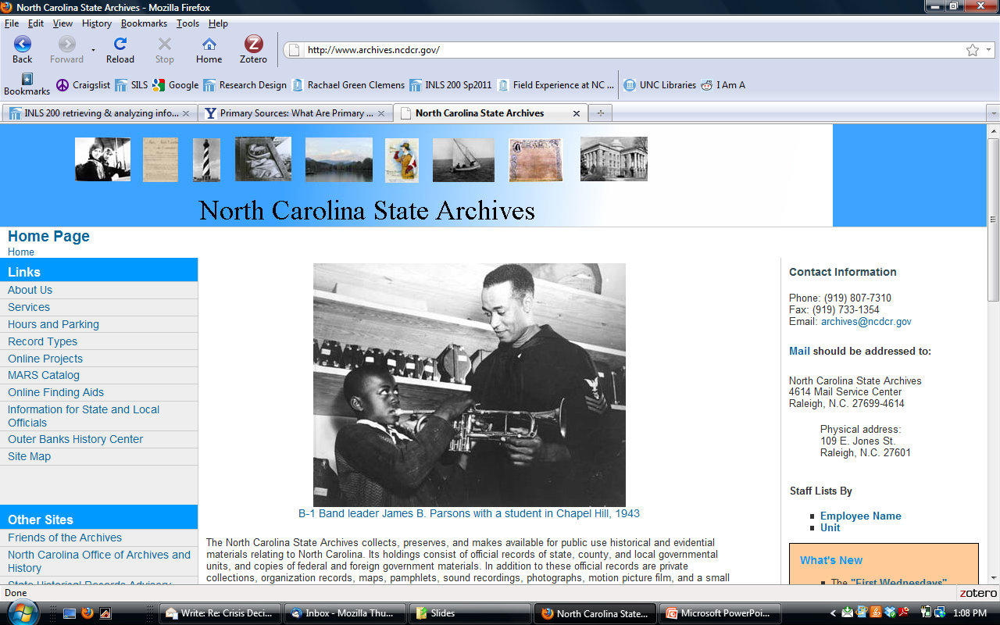 North Carolina State Archives - Mozilla Firefox
File Edit View History Bookmarks Tools Help
Back Forward Reload Stop Home Zotero
http://www.archives.ncdcr.gov/
Bookmarks Craigslist SILS Google Research Design Rachael Green Clemens INLS 200 Sp2011 Field Experience at NC ... UNC Libraries I Am A
INLS 200 retrieving & analyzing info... Primary Sources: What Are Primary ... North Carolina State Archives
North Carolina State Archives
Home Page
Home
Links
About Us
Services
Hours and Parking
Record Types
Online Projects
MARS Catalog
Online Finding Aids
Information for State and Local
Officials
Outer Banks History Center
Site Map
Other Sites
Friends of the Archives
North Carolina Office of Archives and
History
State Historical Records Advisory
B-1 Band leader James B. Parsons with a student in Chapel Hill, 1943
The North Carolina State Archives collects, preserves, and makes available for public use historical and evidential
materials relating to North Carolina. Its holdings consist of official records of state, county, and local governmental
units, and copies of federal and foreign government materials. In addition to these official records are private
collections, organization records, maps, pamphlets, sound recordings, photographs, motion picture film, and a small
Contact Information
Phone: (919) 807-7310
Fax: (919) 733-1354
Email: archives@ncdcr.gov
Mail should be addressed to:
North Carolina State Archives
4614 Mail Service Center
Raleigh, N.C. 27699-4614
Physical address:
109 E. Jones St.
Raleigh, N.C. 27601
Staff Lists By
Employee Name
Unit
What's New
The "First Wednesdays"
Done
zotero
Write: Re: Crisis Deci... Inbox - Mozilla Thu... Slides North Carolina State... Microsoft PowerPoi... 1:08 PM